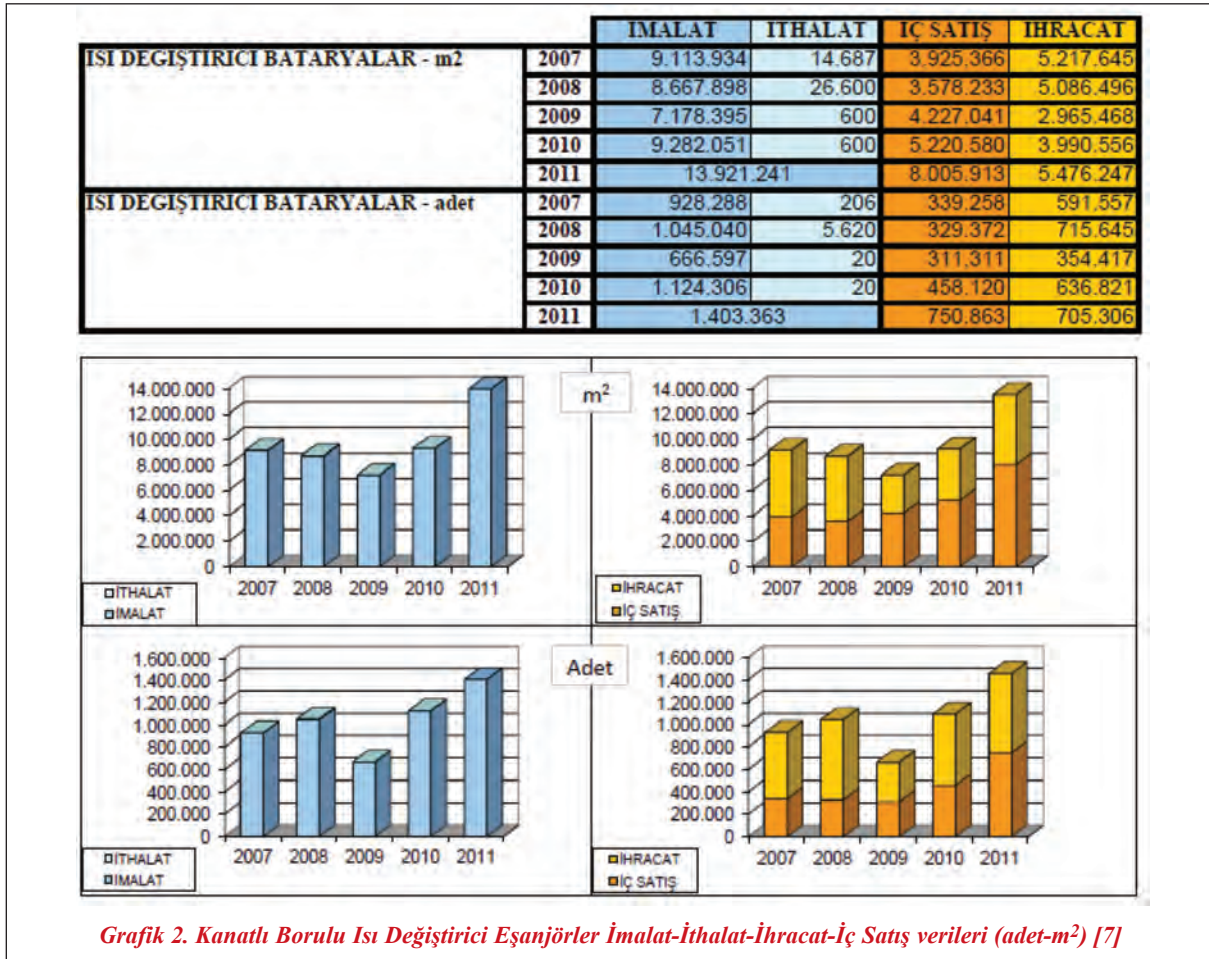 İMALAT İTHALAT İÇ SATIŞ İHRACAT
ISI DEĞİŞTİRİCİ BATARYALAR - m2 2007 9.113.934 14.687 3.925.366 5.217.645
2008 8.667.898 26.600 3.578.233 5.086.496
2009 7.178.395 600 4.227.041 2.965.468
2010 9.282.051 600 5.220.580 3.990.556
2011 13.921.241 8.005.913 5.476.247
ISI DEĞİŞTİRİCİ BATARYALAR - adet 2007 928.288 206 339.258 591.557
2008 1.045.040 5.620 329.372 715.645
2009 666.597 20 311.311 354.417
2010 1.124.306 20 458.120 636.821
2011 1.403.363 750.863 705.306
m²
14.000.000
12.000.000
10.000.000
8.000.000
6.000.000
4.000.000
2.000.000
0
2007 2008 2009 2010 2011
İTHALAT
İMALAT
14.000.000
12.000.000
10.000.000
8.000.000
6.000.000
4.000.000
2.000.000
0
2007 2008 2009 2010 2011
İHRACAT
İÇ SATIŞ
Adet
1.600.000
1.400.000
1.200.000
1.000.000
800.000
600.000
400.000
200.000
0
2007 2008 2009 2010 2011
İTHALAT
İMALAT
1.600.000
1.400.000
1.200.000
1.000.000
800.000
600.000
400.000
200.000
0
2007 2008 2009 2010 2011
İHRACAT
İÇ SATIŞ
Grafik 2. Kanatlı Borulu Isı Değiştirici Eşanjörler İmalat-İthalat-İhracat-İç Satış verileri (adet-m²) [7]